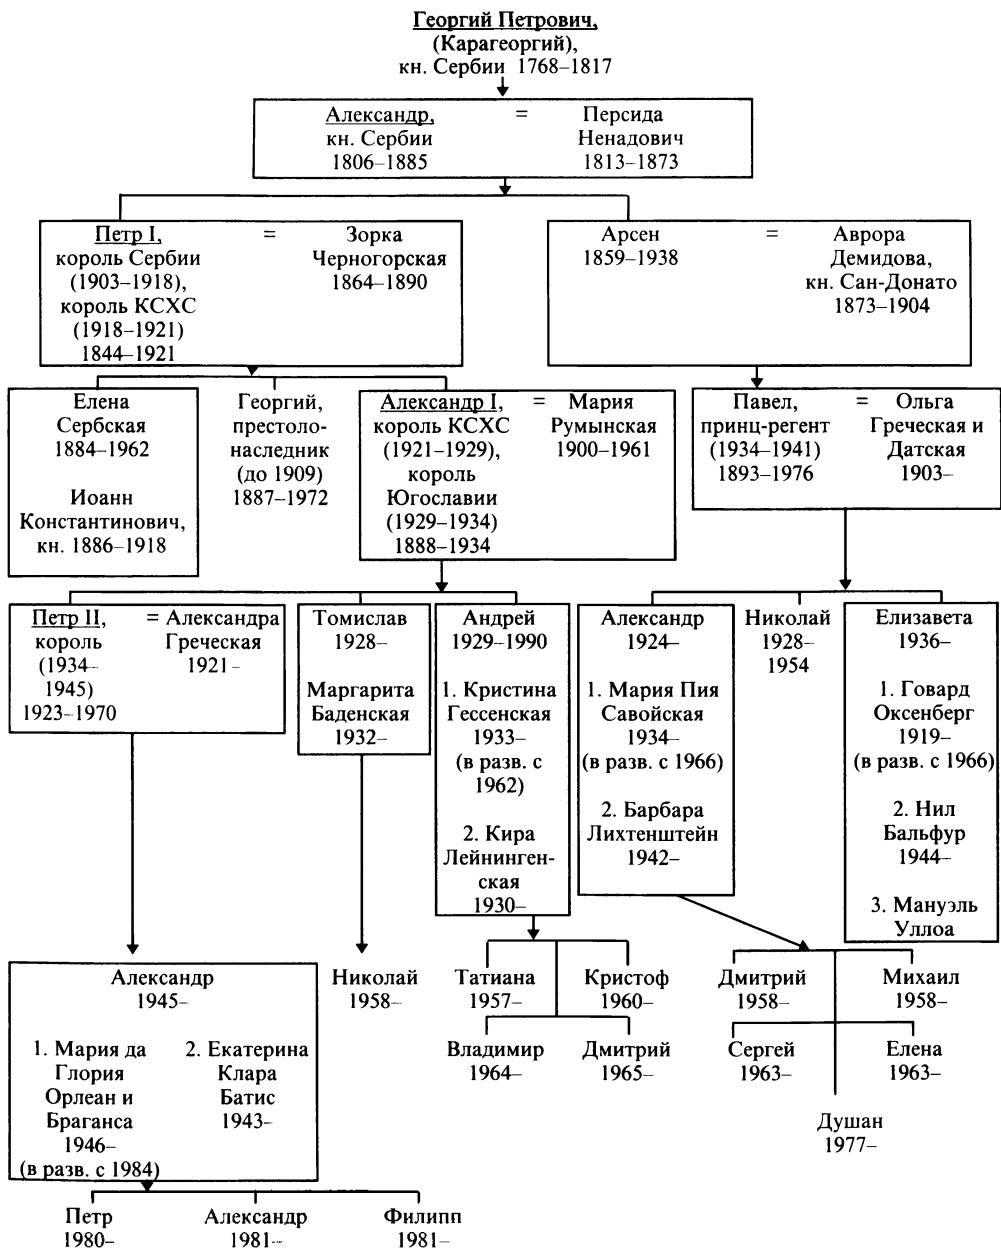 Георгий Петрович,
(Карагеоргий),
кн. Сербии 1768–1817
Александр,
кн. Сербии
1806–1885
=
Персида
Ненадович
1813–1873
Петр I,
король Сербии
(1903–1918),
король КСХС
(1918–1921)
1844–1921
=
Зорка
Черногорская
1864–1890
Арсен
1859–1938
=
Аврора
Демидова,
кн. Сан-Донато
1873–1904
Елена
Сербская
1884–1962
Иоанн
Константинович,
кн. 1886–1918
Георгий,
престоло-
наследник
(до 1909)
1887–1972
Александр I,
король КСХС
(1921–1929),
король
Югославии
(1929–1934)
1888–1934
=
Мария
Румынская
1900–1961
Павел,
принц-регент
(1934–1941)
1893–1976
=
Ольга
Греческая и
Датская
1903–
Петр II,
король
(1934–
1945)
1923–1970
= Александра
Греческая
1921–
Томислав
1928–
Маргарита
Баденская
1932–
Андрей
1929–1990
1. Кристина
Гессенская
1933–
(в разв. с
1962)
2. Кира
Лейнинген-
ская
1930–
Александр
1924–
1. Мария Пия
Савойская
1934–
(в разв. с 1966)
2. Барбара
Лихтенштейн
1942–
Николай
1928–
1954
Елизавета
1936–
1. Говард
Оксенберг
1919–
(в разв. с 1966)
2. Нил
Бальфур
1944–
3. Мануэль
Уллоа
Александр
1945–
1. Мария да
Глория
Орлеан и
Браганса
1946–
(в разв. с 1984)
2. Екатерина
Клара
Батис
1943–
Николай
1958–
Татиана
1957–
Кристоф
1960–
Владимир
1964–
Дмитрий
1965–
Дмитрий
1958–
Михаил
1958–
Сергей
1963–
Елена
1963–
Душан
1977–
Петр
1980–
Александр
1981–
Филипп
1981–